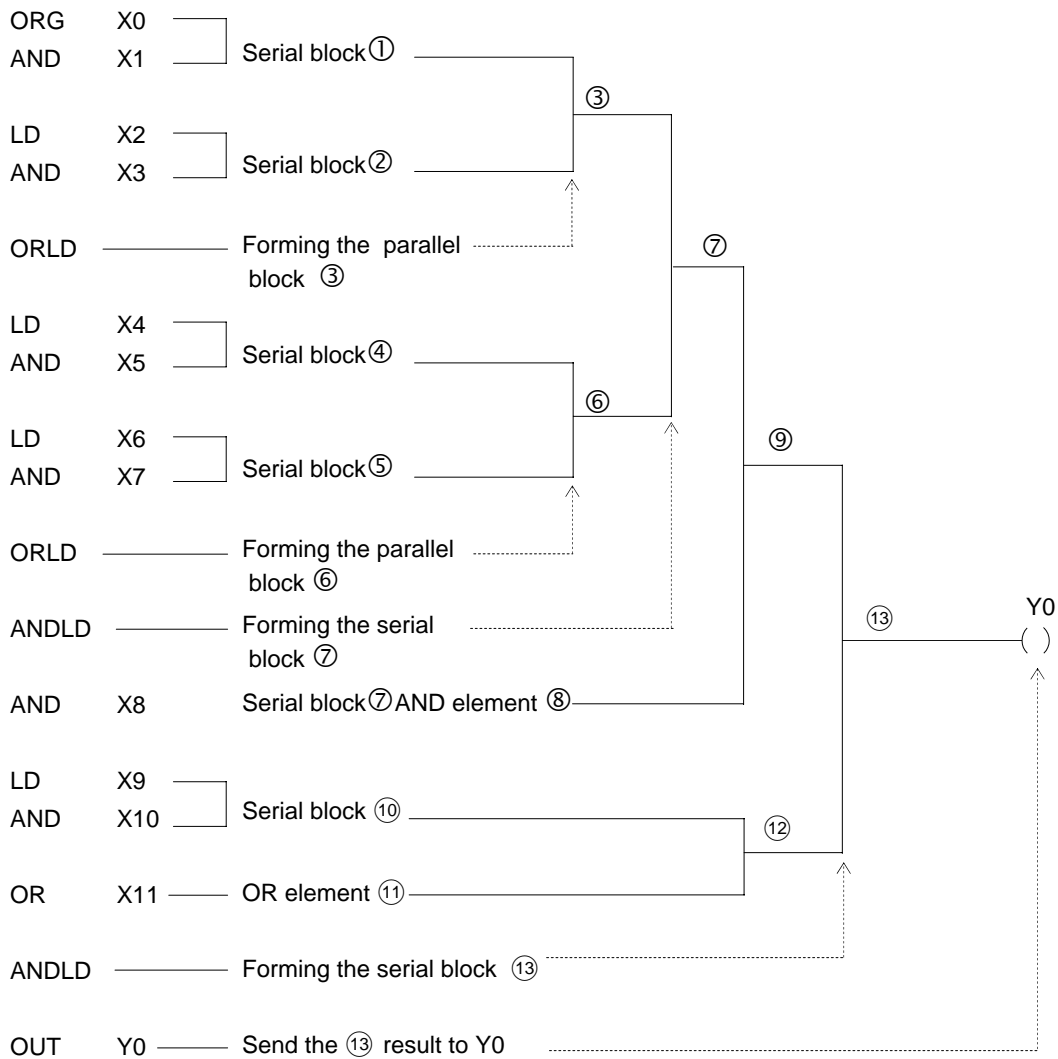 ORG X0
AND X1
Serial block①
③
LD X2
AND X3
Serial block②
ORLD
Forming the parallel
block ③
⑦
LD X4
AND X5
Serial block④
⑥
LD X6
AND X7
Serial block⑤
⑨
ORLD
Forming the parallel
block ⑥
ANDLD
Forming the serial
block ⑦
⑬
Y0
( )
AND X8 Serial block⑦AND element ⑧
LD X9
AND X10
Serial block ⑩
⑫
OR X11 OR element ⑪
ANDLD Forming the serial block ⑬
OUT Y0 Send the ⑬ result to Y0